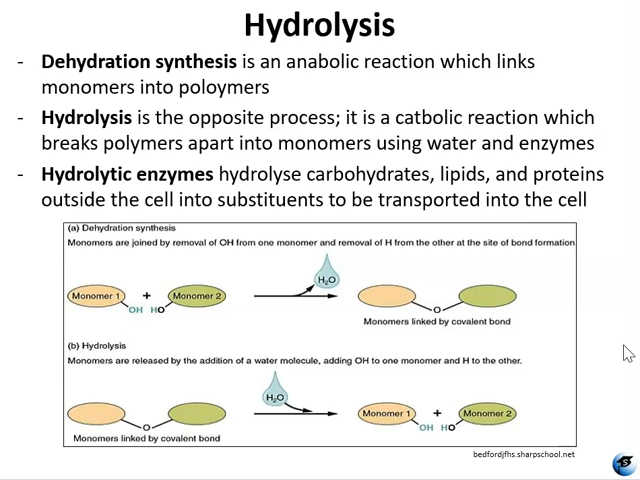 Hydrolysis
- Dehydration synthesis is an anabolic reaction which links
monomers into poloymers
- Hydrolysis is the opposite process; it is a catbolic reaction which
breaks polymers apart into monomers using water and enzymes
- Hydrolytic enzymes hydrolyse carbohydrates, lipids, and proteins
outside the cell into substituents to be transported into the cell
(a) Dehydration synthesis
Monomers are joined by removal of OH from one monomer and removal of H from the other at the site of bond formation
H₂O
Monomer 1 + Monomer 2
OH HO
O
Monomers linked by covalent bond
(b) Hydrolysis
Monomers are released by the addition of a water molecule, adding OH to one monomer and H to the other.
H₂O
Monomer 1 + Monomer 2
O
OH HO
Monomers linked by covalent bond
bedfordjfhs.sharpschool.net
S